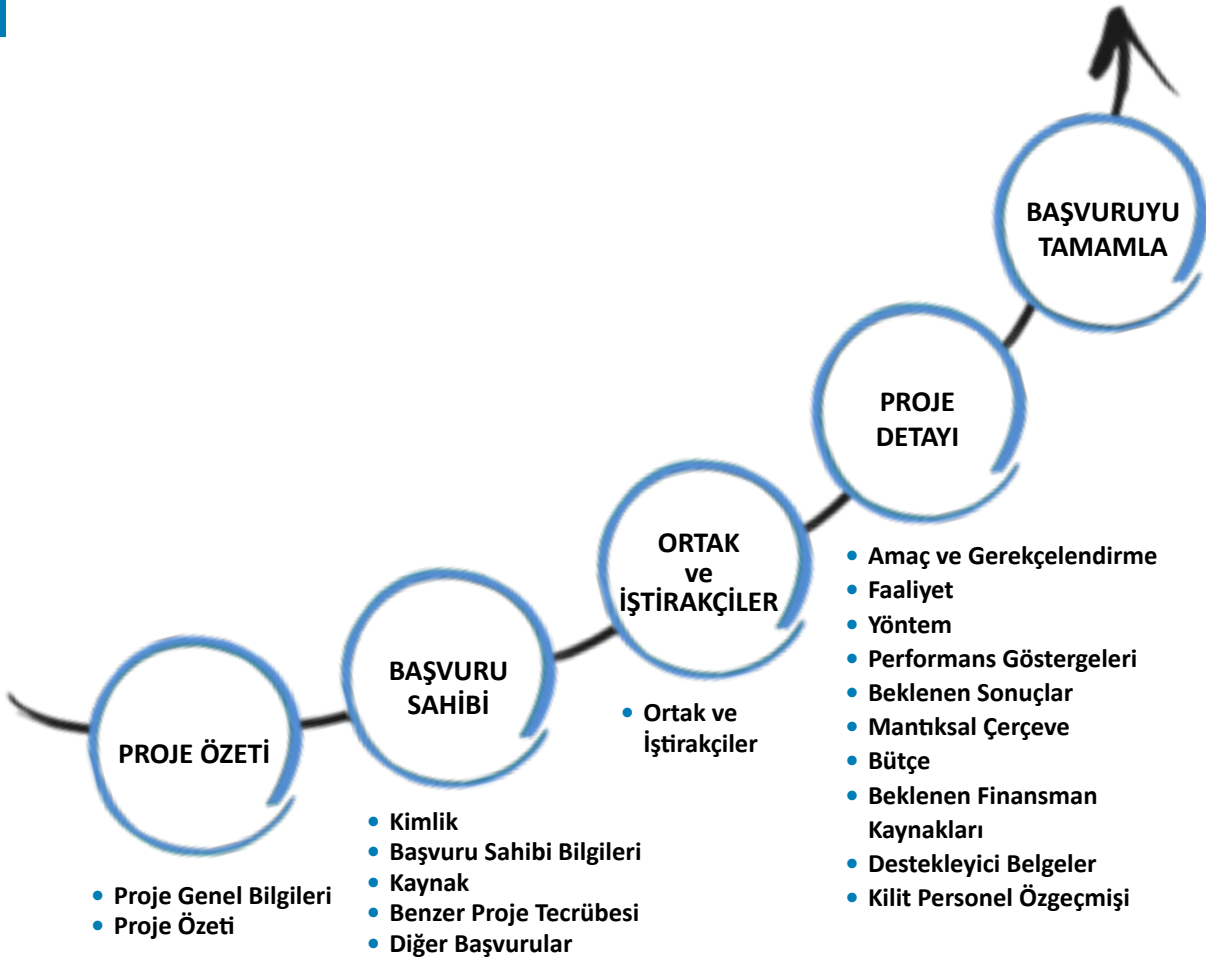 PROJE ÖZETİ
• Proje Genel Bilgileri
• Proje Özeti
BAŞVURU
SAHİBİ
• Kimlik
• Başvuru Sahibi Bilgileri
• Kaynak
• Benzer Proje Tecrübesi
• Diğer Başvurular
ORTAK
ve
İŞTİRAKÇİLER
• Ortak ve
İştirakçiler
PROJE
DETAYI
• Amaç ve Gerekçelendirme
• Faaliyet
• Yöntem
• Performans Göstergeleri
• Beklenen Sonuçlar
• Mantıksal Çerçeve
• Bütçe
• Beklenen Finansman
Kaynakları
• Destekleyici Belgeler
• Kilit Personel Özgeçmişi
BAŞVURUYU
TAMAMLA